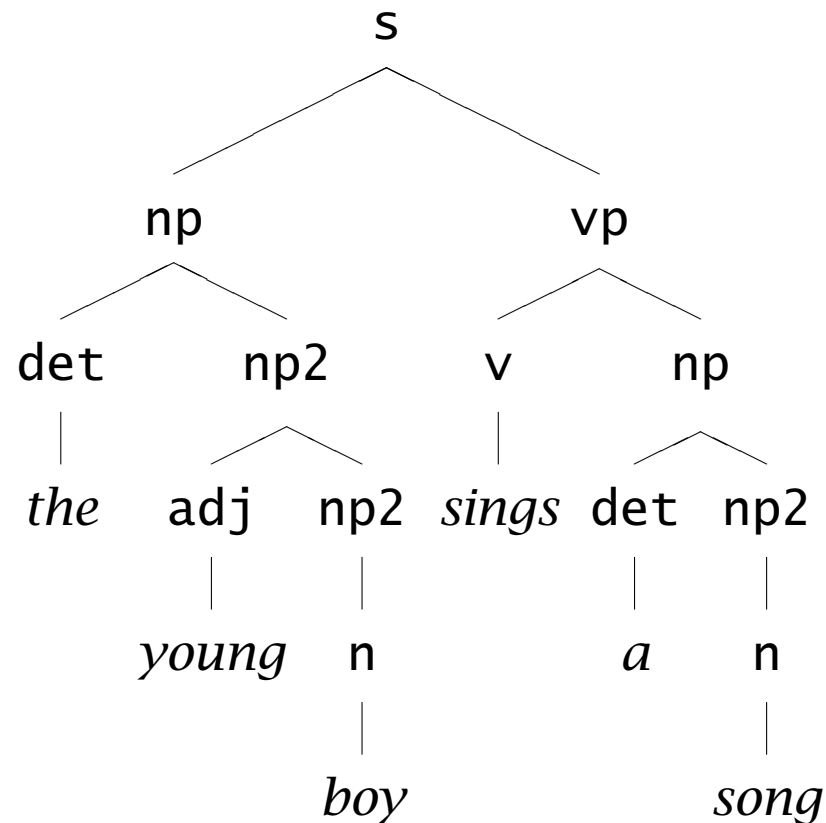 s
np vp
det np2 v np
the adj np2 sings det np2
young n a n
boy song